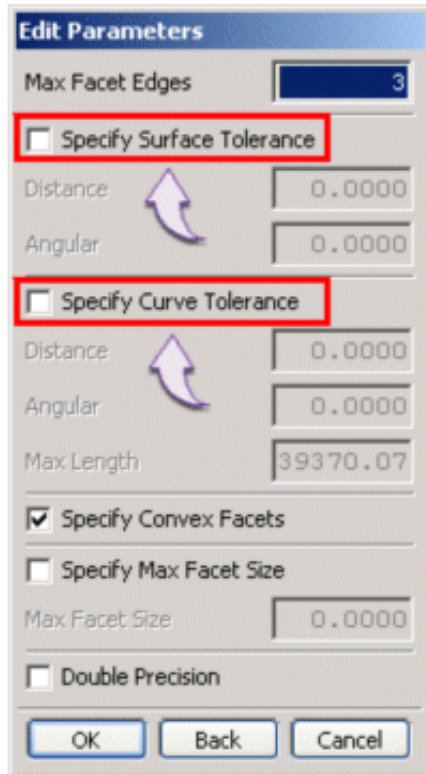 Edit Parameters
Max Facet Edges 3
Specify Surface Tolerance
Distance 0.0000
Angular 0.0000
Specify Curve Tolerance
Distance 0.0000
Angular 0.0000
Max Length 39370.07
Specify Convex Facets
Specify Max Facet Size
Max Facet Size 0.0000
Double Precision
OK Back Cancel